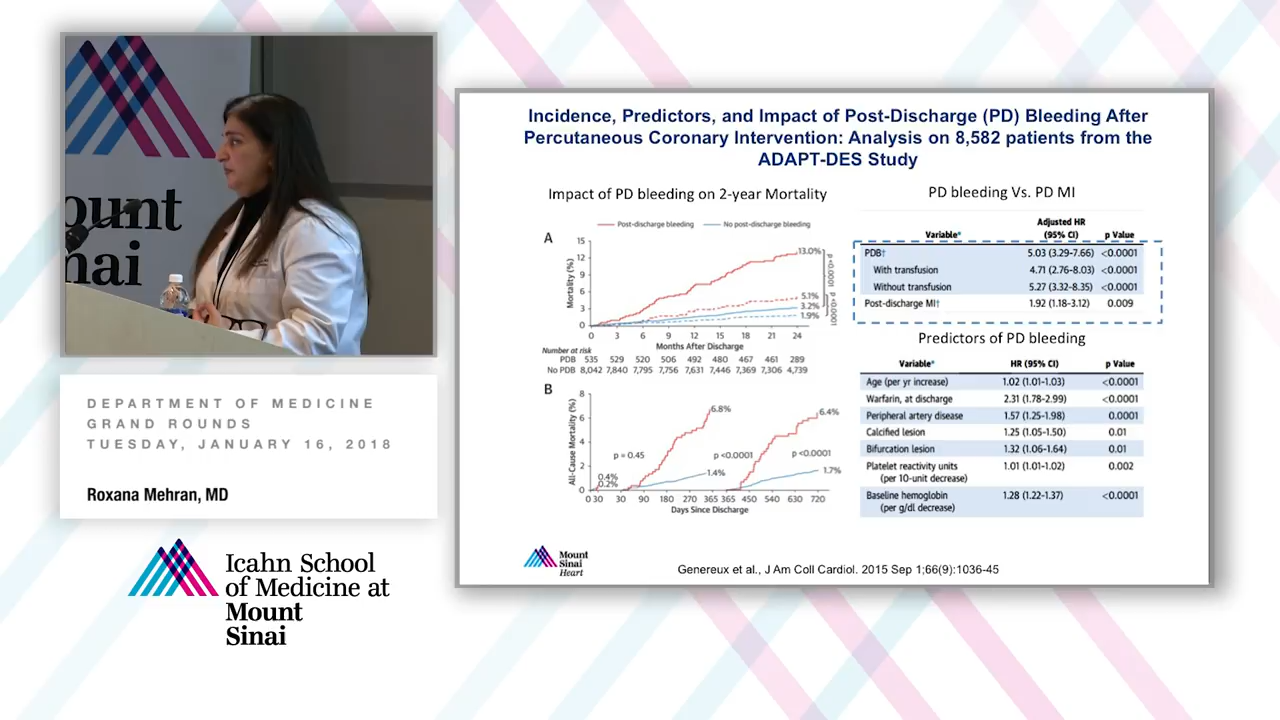 ount
inai
DEPARTMENT OF MEDICINE
GRAND ROUNDS
TUESDAY, JANUARY 16, 2018
Roxana Mehran, MD
Icahn School
of Medicine at
Mount
Sinai
Incidence, Predictors, and Impact of Post-Discharge (PD) Bleeding After
Percutaneous Coronary Intervention: Analysis on 8,582 patients from the
ADAPT-DES Study
Impact of PD bleeding on 2-year Mortality
Post-discharge bleeding No post-discharge bleeding
A
Mortality (%)
15
12
9
6
3
0
13.0%
5.1%
3.2%
1.9%
p<0.0001
p<0.0001
0 3 6 9 12 15 18 21 24
Months After Discharge
Number at risk
PDB 535 529 520 506 492 480 467 461 289
No PDB 8,042 7,840 7,795 7,756 7,631 7,446 7,369 7,306 4,739
B
All-Cause Mortality (%)
8
6
4
2
0
6.8%
6.4%
p = 0.45 p <0.0001 p <0.0001
0.4%
0.2%
1.4%
1.7%
0 30 30 90 180 270 365 365 450 540 630 720
Days Since Discharge
PD bleeding Vs. PD MI
Variable* Adjusted HR (95% CI) p Value
PDB† 5.03 (3.29-7.66) <0.0001
With transfusion 4.71 (2.76-8.03) <0.0001
Without transfusion 5.27 (3.32-8.35) <0.0001
Post-discharge MI† 1.92 (1.18-3.12) 0.009
Predictors of PD bleeding
Variable* HR (95% CI) p Value
Age (per yr increase) 1.02 (1.01-1.03) <0.0001
Warfarin, at discharge 2.31 (1.78-2.99) <0.0001
Peripheral artery disease 1.57 (1.25-1.98) 0.0001
Calcified lesion 1.25 (1.05-1.50) 0.01
Bifurcation lesion 1.32 (1.06-1.64) 0.01
Platelet reactivity units 1.01 (1.01-1.02) 0.002
(per 10-unit decrease)
Baseline hemoglobin 1.28 (1.22-1.37) <0.0001
(per g/dl decrease)
Mount
Sinai
Heart
Genereux et al., J Am Coll Cardiol. 2015 Sep 1;66(9):1036-45